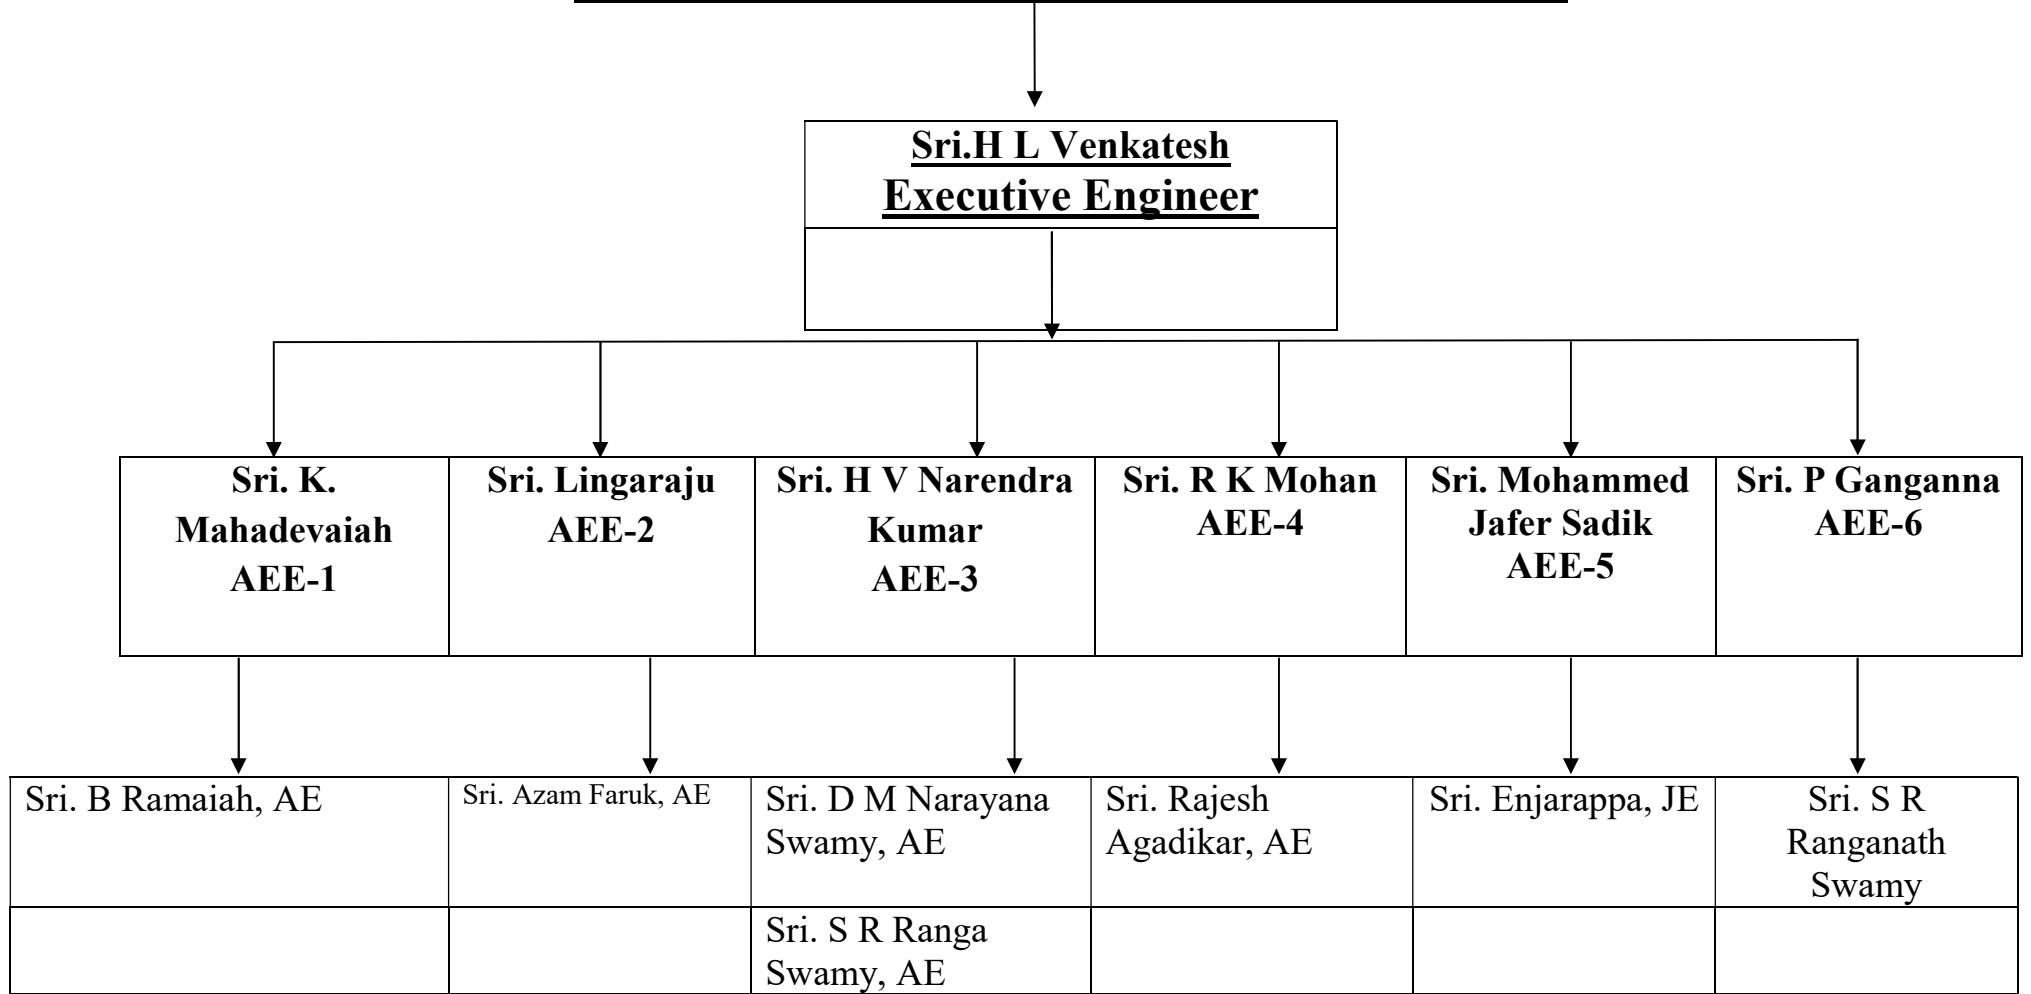 Sri.H L Venkatesh
Executive Engineer
Sri. K.
Mahadevaiah
AEE-1
Sri. Lingaraju
AEE-2
Sri. H V Narendra
Kumar
AEE-3
Sri. R K Mohan
AEE-4
Sri. Mohammed
Jafer Sadik
AEE-5
Sri. P Ganganna
AEE-6
Sri. B Ramaiah, AE
Sri. Azam Faruk, AE
Sri. D M Narayana
Swamy, AE
Sri. Rajesh
Agadikar, AE
Sri. Enjarappa, JE
Sri. S R
Ranganath
Swamy
Sri. S R Ranga
Swamy, AE